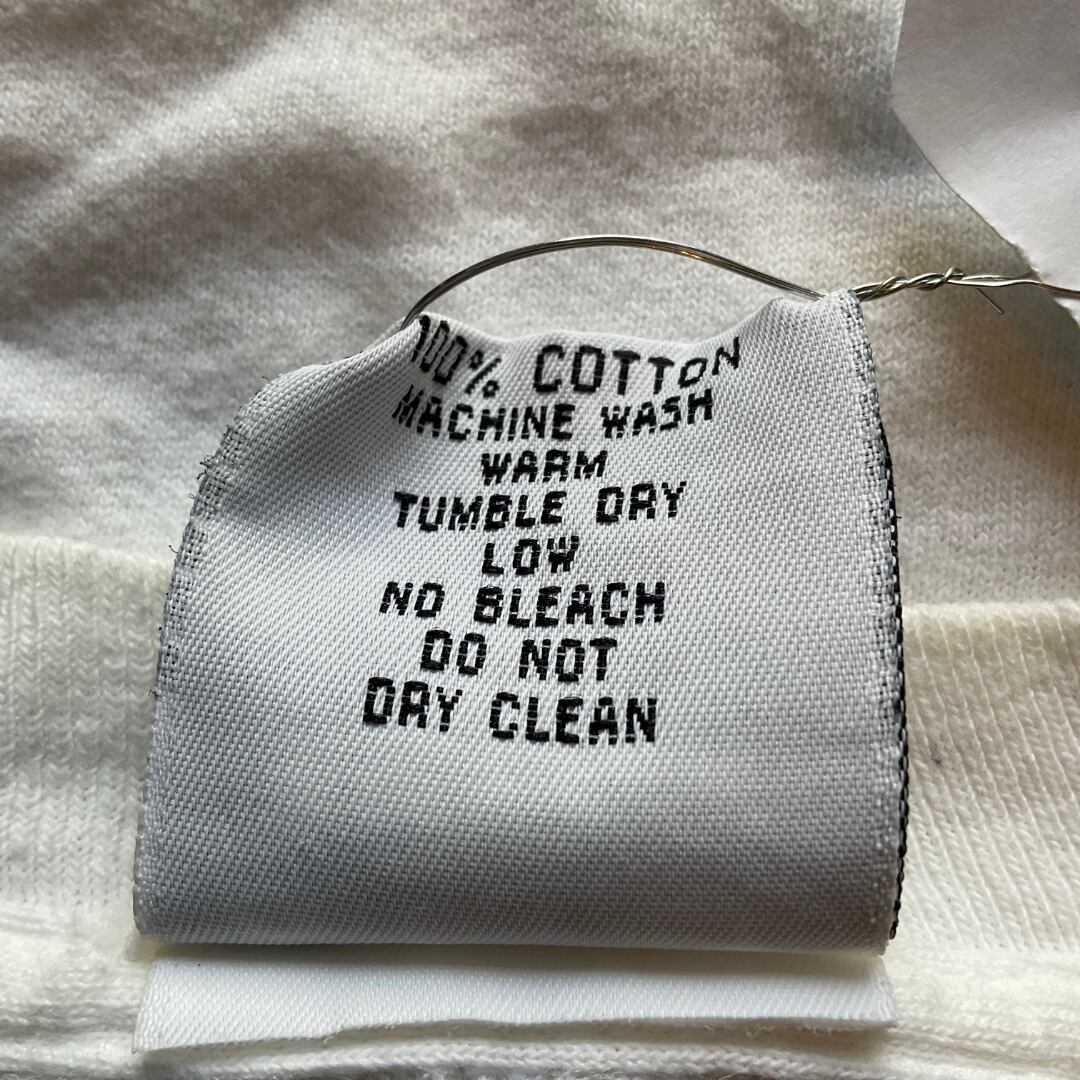 100% COTTON
MACHINE WASH
WARM
TUMBLE DRY
LOW
NO BLEACH
DO NOT
DRY CLEAN